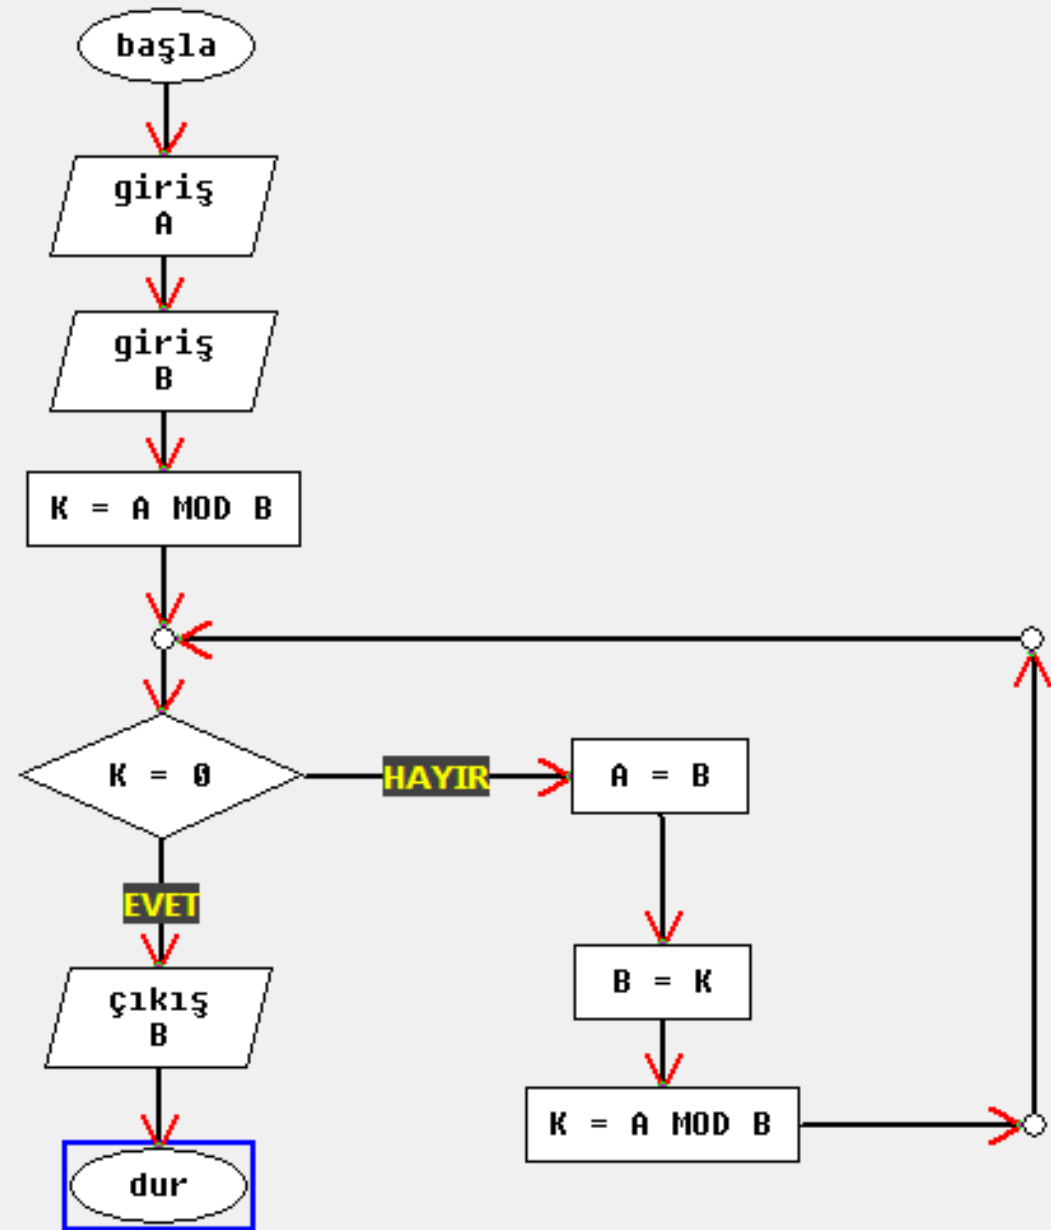 başla
giriş
A
giriş
B
K = A MOD B
K = 0
HAYIR
A = B
EVET
B = K
çıkış
B
K = A MOD B
dur